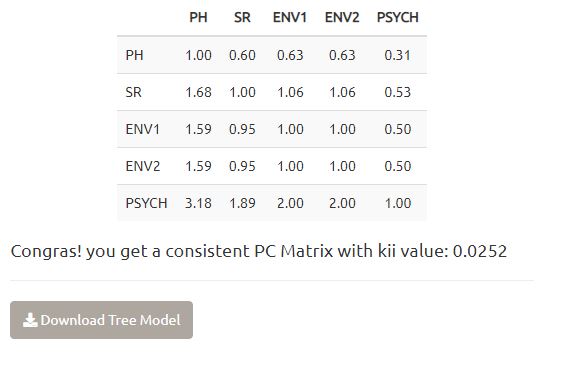 PH SR ENV1 ENV2 PSYCH
PH 1.00 0.60 0.63 0.63 0.31
SR 1.68 1.00 1.06 1.06 0.53
ENV1 1.59 0.95 1.00 1.00 0.50
ENV2 1.59 0.95 1.00 1.00 0.50
PSYCH 3.18 1.89 2.00 2.00 1.00
Congras! you get a consistent PC Matrix with kii value: 0.0252
Download Tree Model